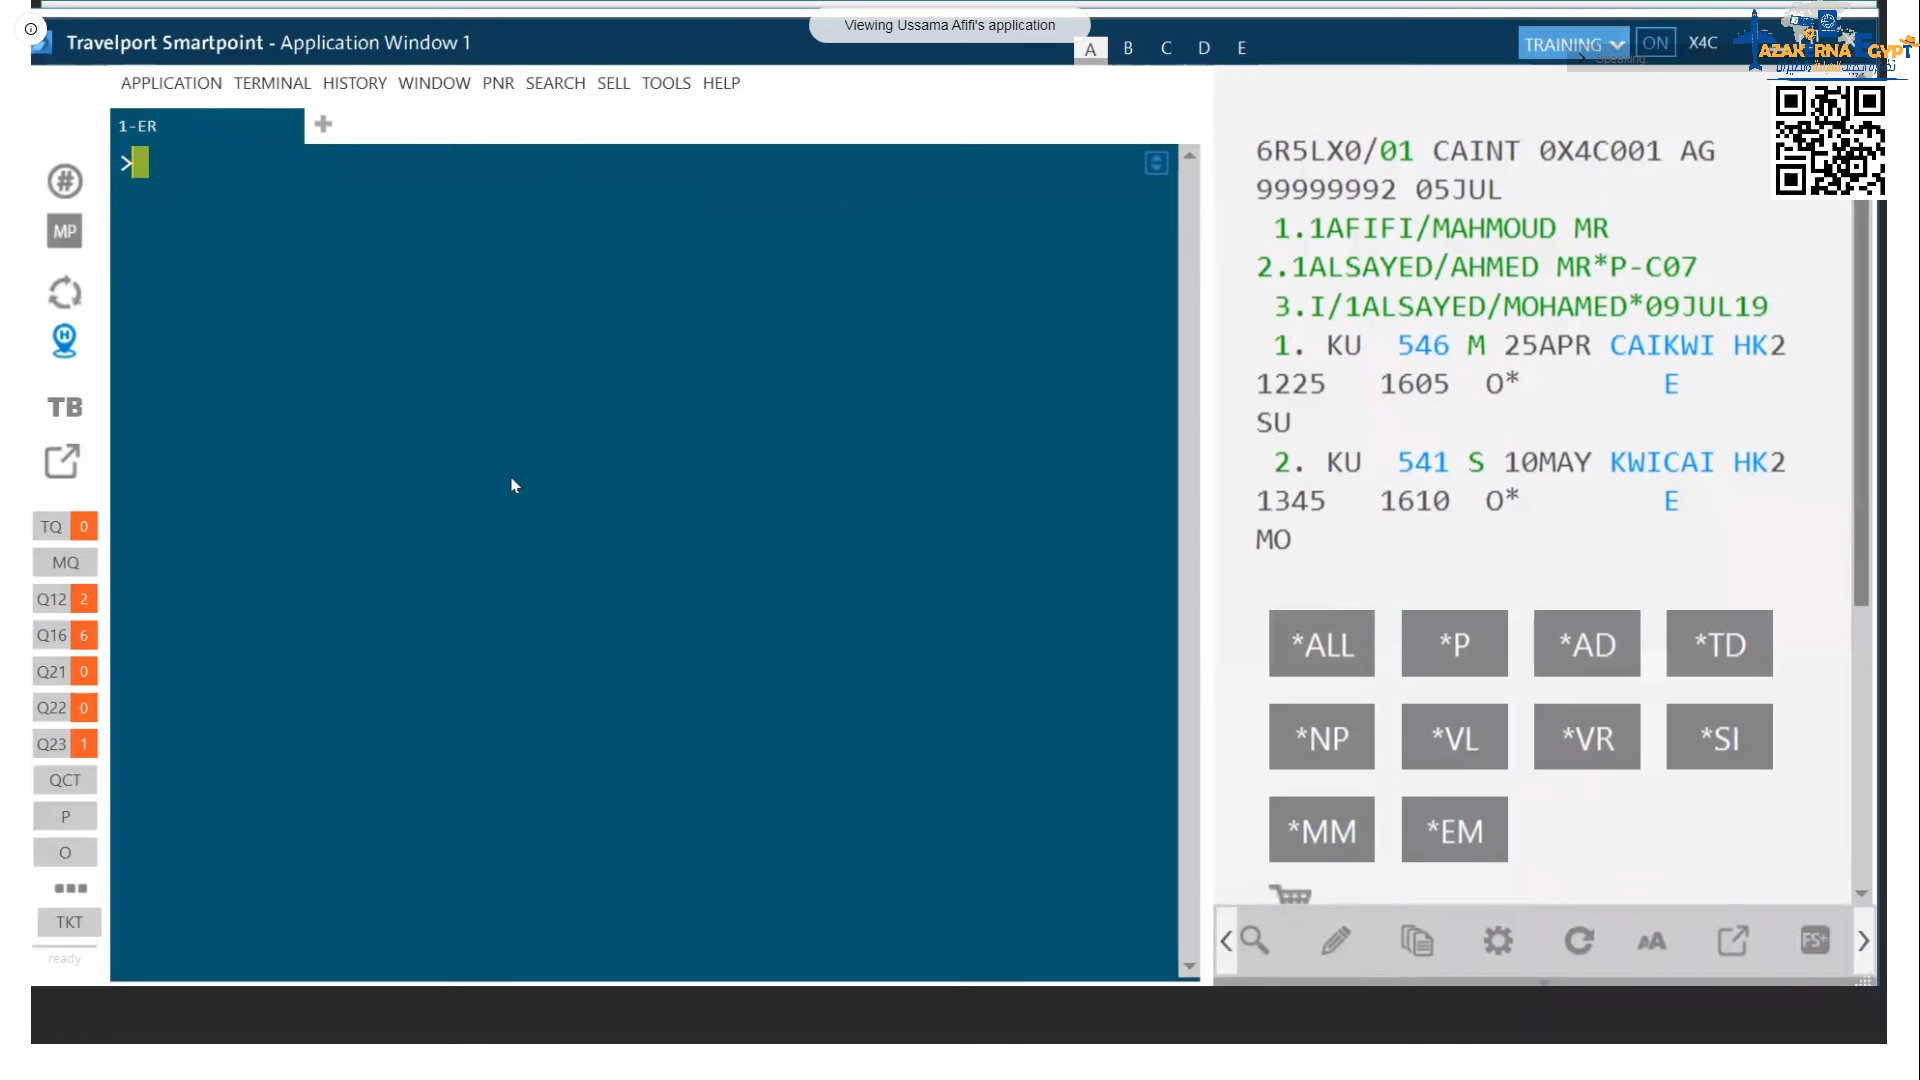 Viewing Ussama Afifi's application
Travelport Smartpoint - Application Window 1
A B C D E
TRAINING ON X4C
Speaking:
APPLICATION TERMINAL HISTORY WINDOW PNR SEARCH SELL TOOLS HELP
1-ER
>
#
MP
H
TB
TQ 0
MQ
Q12 2
Q16 6
Q21 0
Q22 0
Q23 1
QCT
P
O
TKT
ready
6R5LX0/01 CAINT 0X4C001 AG
99999992 05JUL
1.1AFIFI/MAHMOUD MR
2.1ALSAYED/AHMED MR*P-C07
3.I/1ALSAYED/MOHAMED*09JUL19
1. KU 546 M 25APR CAIKWI HK2
1225 1605 O* E
SU
2. KU 541 S 10MAY KWICAI HK2
1345 1610 O* E
MO
*ALL *P *AD *TD
*NP *VL *VR *SI
*MM *EM
AA
FS+